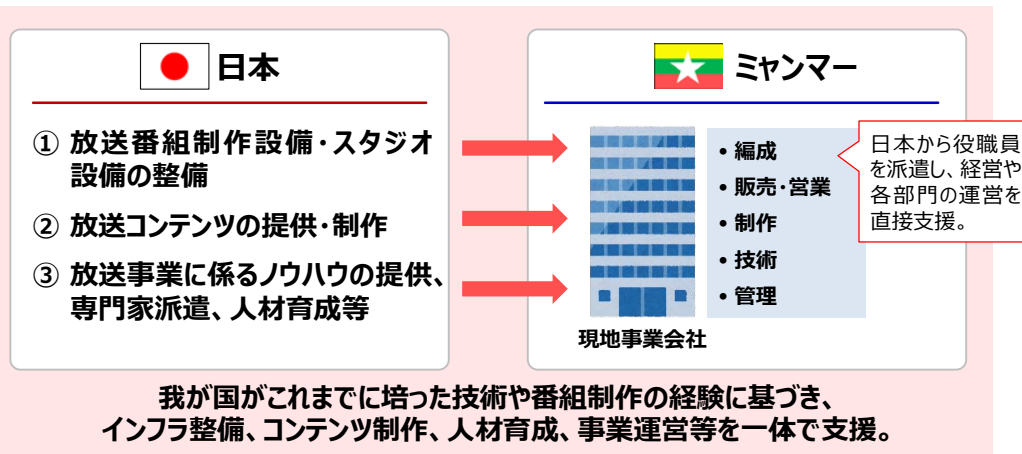 日本
① 放送番組制作設備・スタジオ
設備の整備
② 放送コンテンツの提供・制作
③ 放送事業に係るノウハウの提供、
専門家派遣、人材育成等
ミャンマー
・編成
・販売・営業
・制作
・技術
・管理
現地事業会社
日本から役職員
を派遣し、経営や
各部門の運営を
直接支援。
我が国がこれまでに培った技術や番組制作の経験に基づき、
インフラ整備、コンテンツ制作、人材育成、事業運営等を一体で支援。